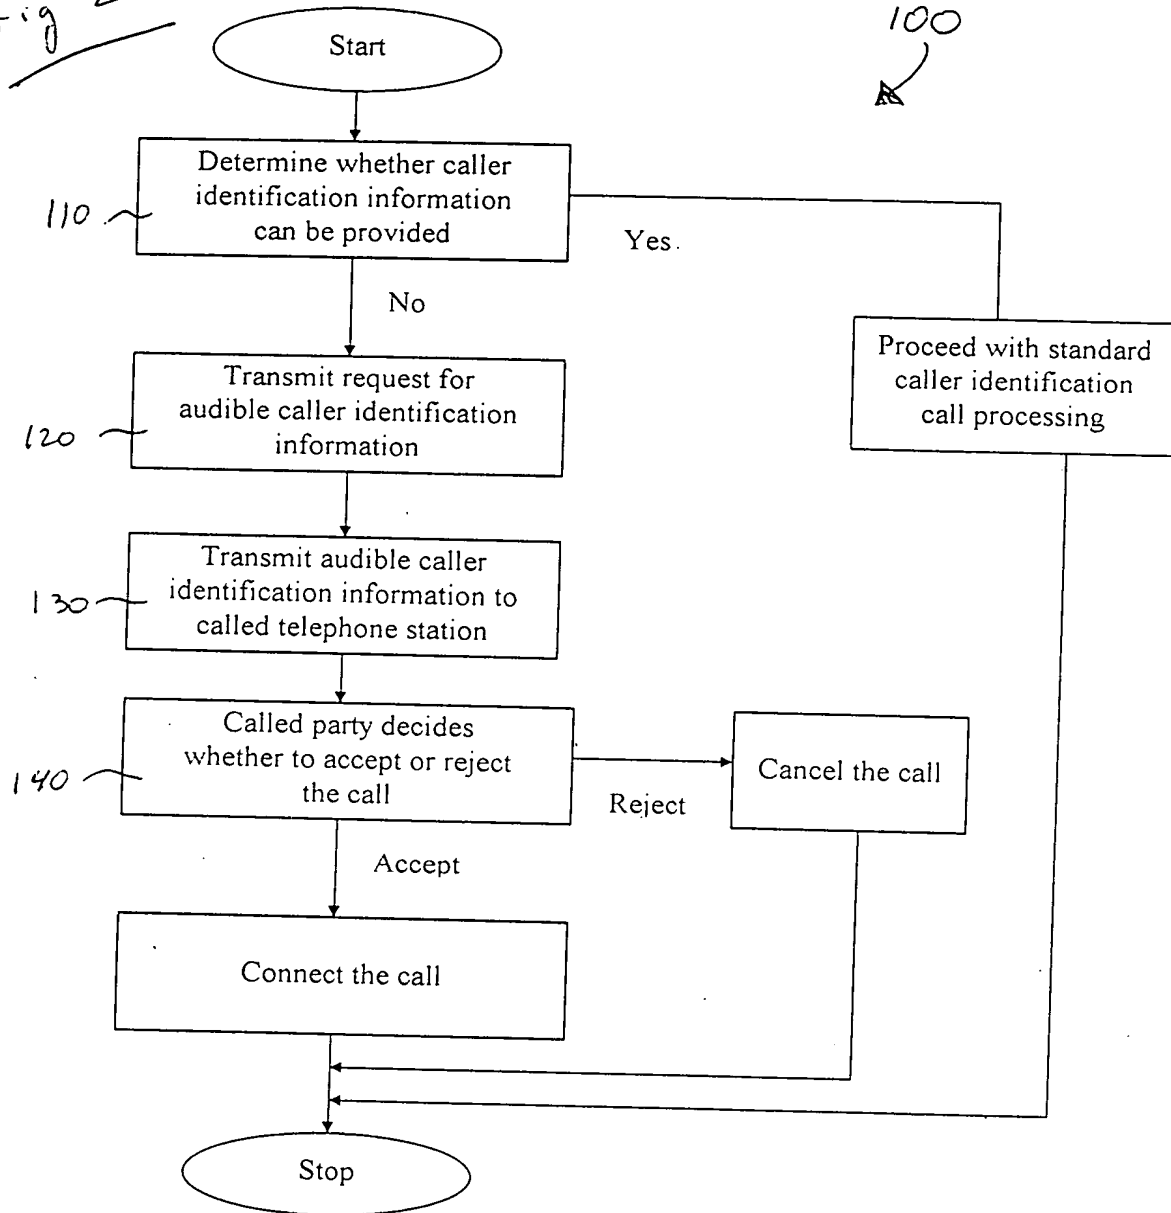 Fig 2
100
Start
Determine whether caller
identification information
can be provided
110
Yes
No
Proceed with standard
caller identification
call processing
Transmit request for
audible caller identification
information
120
Transmit audible caller
identification information to
called telephone station
130
Called party decides
whether to accept or reject
the call
140
Reject
Cancel the call
Accept
Connect the call
Stop